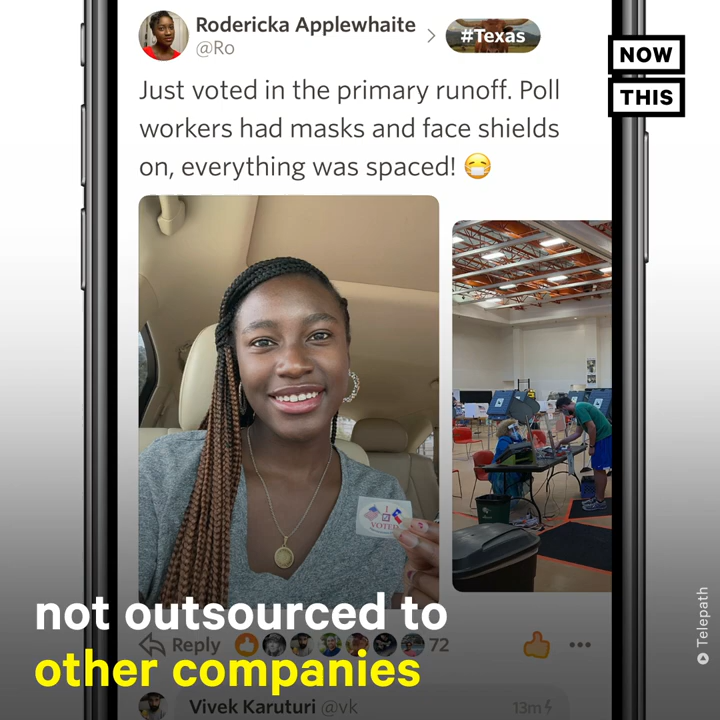 Rodericka Applewhaite
#Texas
@Ro
NOW
THIS
Just voted in the primary runoff. Poll
workers had masks and face shields
on, everything was spaced! 😷
I
VOTED
not outsourced to
other companies
Reply
72
Vivek Karuturi @vk
13m
Telepath